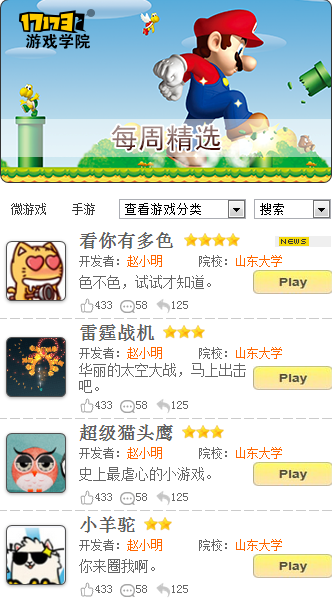 17173
游戏学院
每周精选
微游戏 手游 查看游戏分类 搜索
看你有多色 NEWS
开发者：赵小明 院校：山东大学
色不色，试试才知道。
Play
433 58 125
雷霆战机
开发者：赵小明 院校：山东大学
华丽的太空大战，马上出击
吧。
Play
433 58 125
超级猫头鹰
开发者：赵小明 院校：山东大学
史上最虐心的小游戏。
Play
433 58 125
小羊驼
开发者：赵小明 院校：山东大学
你来圈我啊。
Play
433 58 125